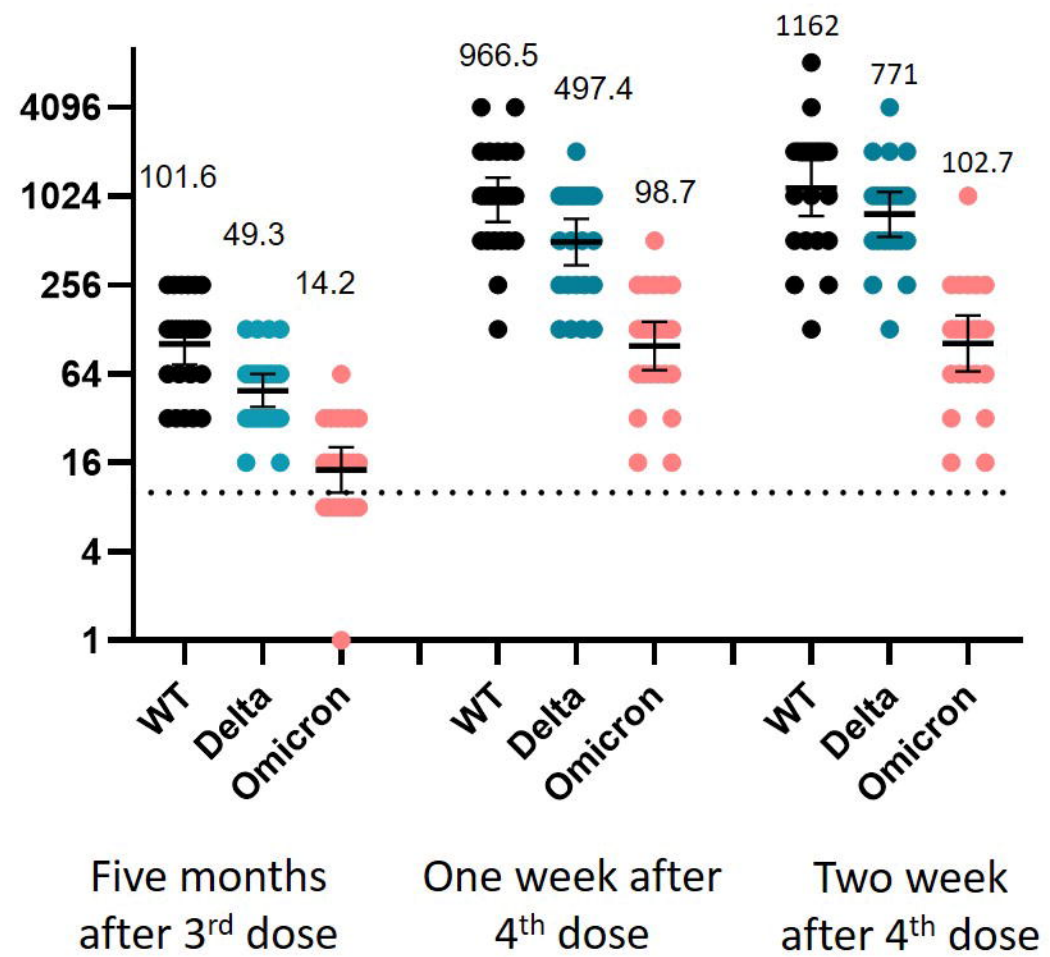 1162
966.5
771
497.4
4096
101.6
102.7
98.7
1024
49.3
14.2
256
64
16
4
1
WT
Delta
Omicron
WT
Delta
Omicron
WT
Delta
Omicron
Five months
after 3rd dose
One week after
4th dose
Two week
after 4th dose